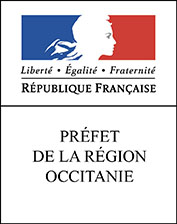 Liberté • Égalité • Fraternité
RÉPUBLIQUE FRANÇAISE
PRÉFET
DE LA RÉGION
OCCITANIE